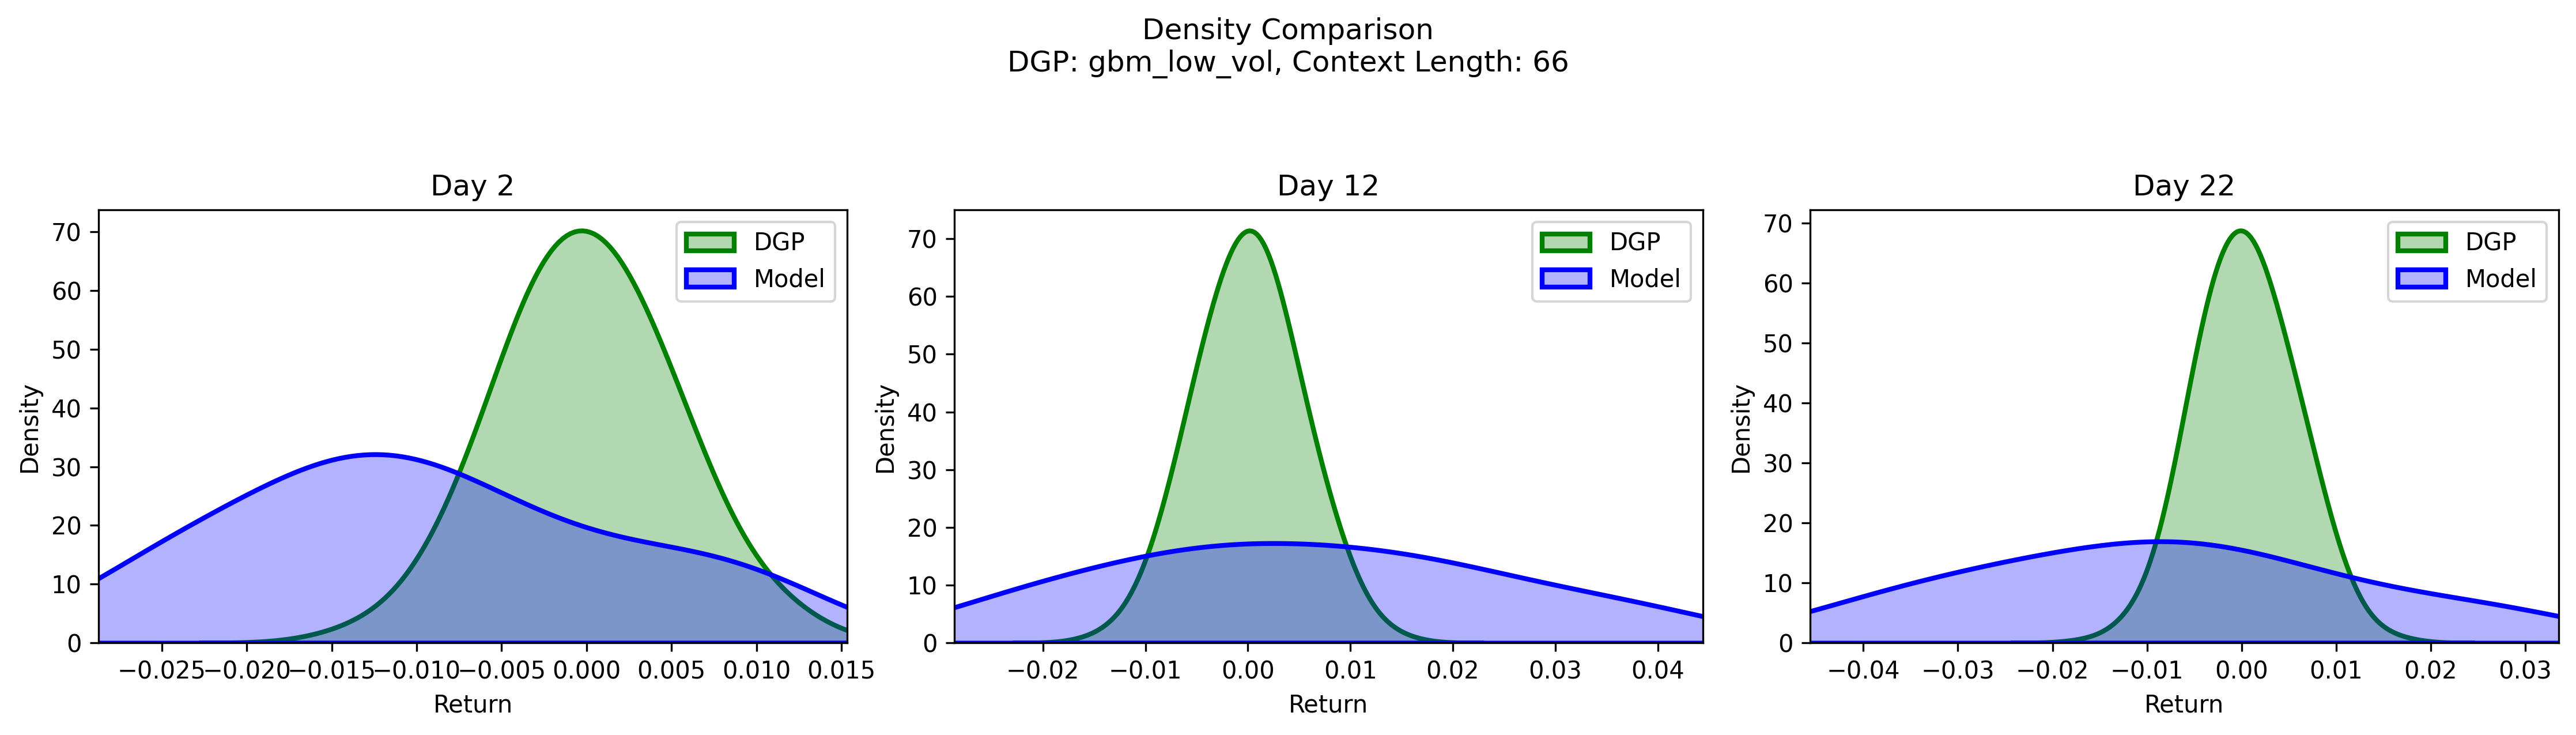 Density Comparison
DGP: gbm_low_vol, Context Length: 66
Day 2
Density
70
60
50
40
30
20
10
0
DGP
Model
−0.025 −0.020 −0.015 −0.010 −0.005 0.000 0.005 0.010 0.015
Return
Day 12
Density
70
60
50
40
30
20
10
0
DGP
Model
−0.02 −0.01 0.00 0.01 0.02 0.03 0.04
Return
Day 22
Density
70
60
50
40
30
20
10
0
DGP
Model
−0.04 −0.03 −0.02 −0.01 0.00 0.01 0.02 0.03
Return